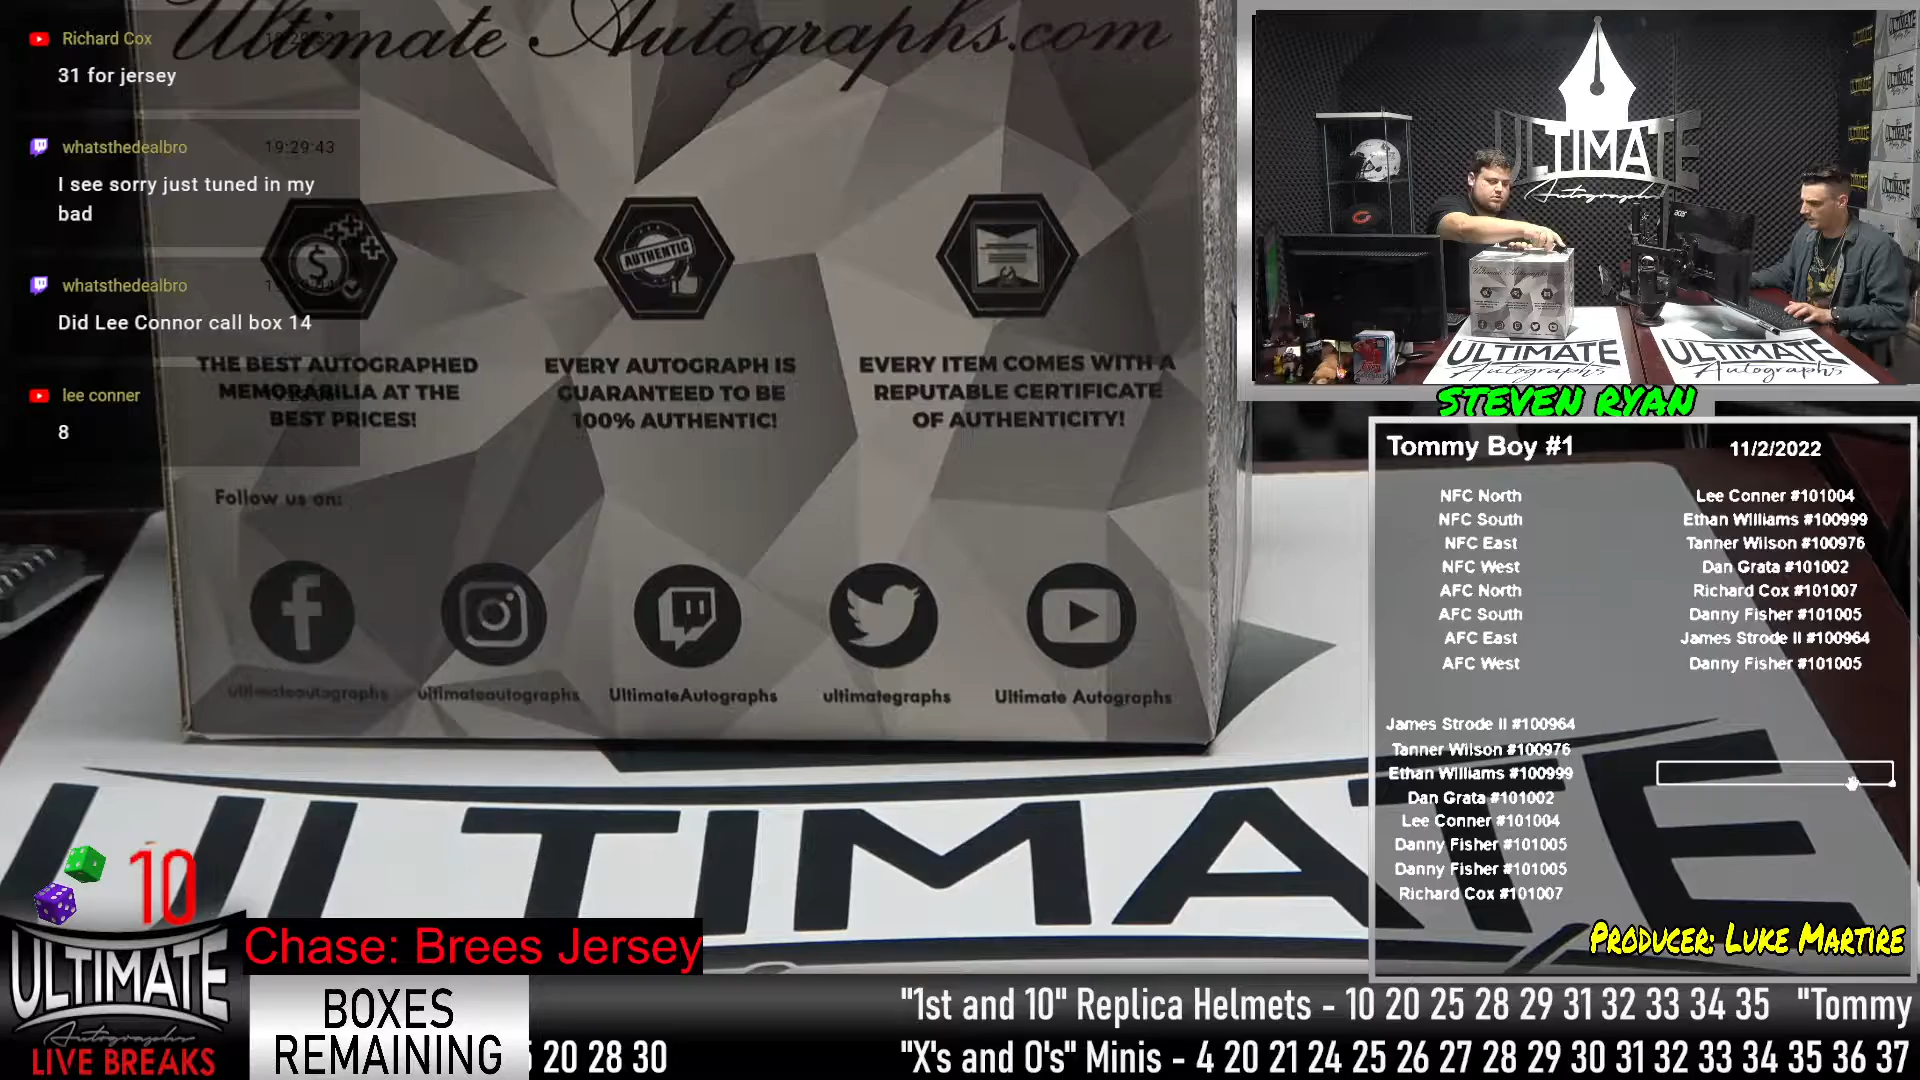 Richard Cox
31 for jersey
whatsthedealbro 19:29:43
I see sorry just tuned in my
bad
whatsthedealbro
Did Lee Connor call box 14
lee conner
8
Ultimate Autographs.com
AUTHENTIC
THE BEST AUTOGRAPHED
MEMORABILIA AT THE
BEST PRICES!
EVERY AUTOGRAPH IS
GUARANTEED TO BE
100% AUTHENTIC!
EVERY ITEM COMES WITH A
REPUTABLE CERTIFICATE
OF AUTHENTICITY!
Follow us on:
ultimateautographs
ultimateautographs
UltimateAutographs
ultimategraphs
Ultimate Autographs
ULTIMATE
ULTIMATE
Autographs
acer
ULTIMATE
Autographs
ULTIMATE
Autographs
STEVEN RYAN
Tommy Boy #1 11/2/2022
NFC North Lee Conner #101004
NFC South Ethan Williams #100999
NFC East Tanner Wilson #100976
NFC West Dan Grata #101002
AFC North Richard Cox #101007
AFC South Danny Fisher #101005
AFC East James Strode II #100964
AFC West Danny Fisher #101005
James Strode II #100964
Tanner Wilson #100976
Ethan Williams #100999
Dan Grata #101002
Lee Conner #101004
Danny Fisher #101005
Danny Fisher #101005
Richard Cox #101007
Producer: Luke Martire
10
ULTIMATE
Autographs
LIVE BREAKS
Chase: Brees Jersey
BOXES
REMAINING
"1st and 10" Replica Helmets - 10 20 25 28 29 31 32 33 34 35 "Tommy
20 28 30 "X's and O's" Minis - 4 20 21 24 25 26 27 28 29 30 31 32 33 34 35 36 37